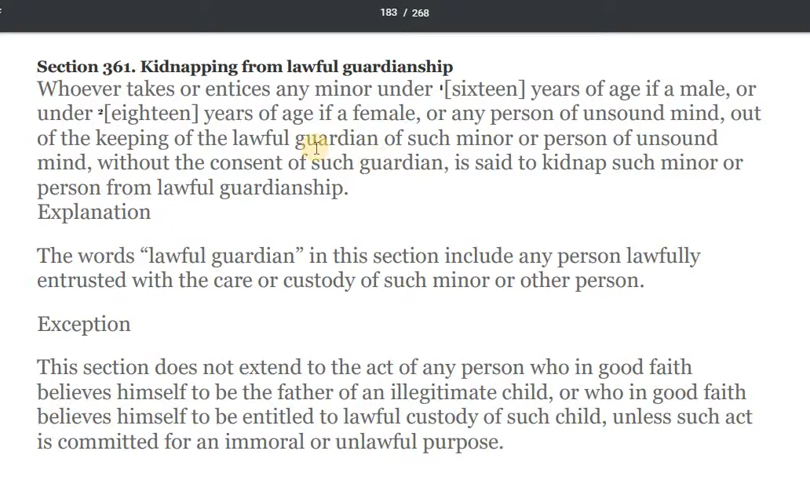 183 / 268
Section 361. Kidnapping from lawful guardianship
Whoever takes or entices any minor under ¹[sixteen] years of age if a male, or
under ²[eighteen] years of age if a female, or any person of unsound mind, out
of the keeping of the lawful guardian of such minor or person of unsound
mind, without the consent of such guardian, is said to kidnap such minor or
person from lawful guardianship.
Explanation
The words “lawful guardian” in this section include any person lawfully
entrusted with the care or custody of such minor or other person.
Exception
This section does not extend to the act of any person who in good faith
believes himself to be the father of an illegitimate child, or who in good faith
believes himself to be entitled to lawful custody of such child, unless such act
is committed for an immoral or unlawful purpose.